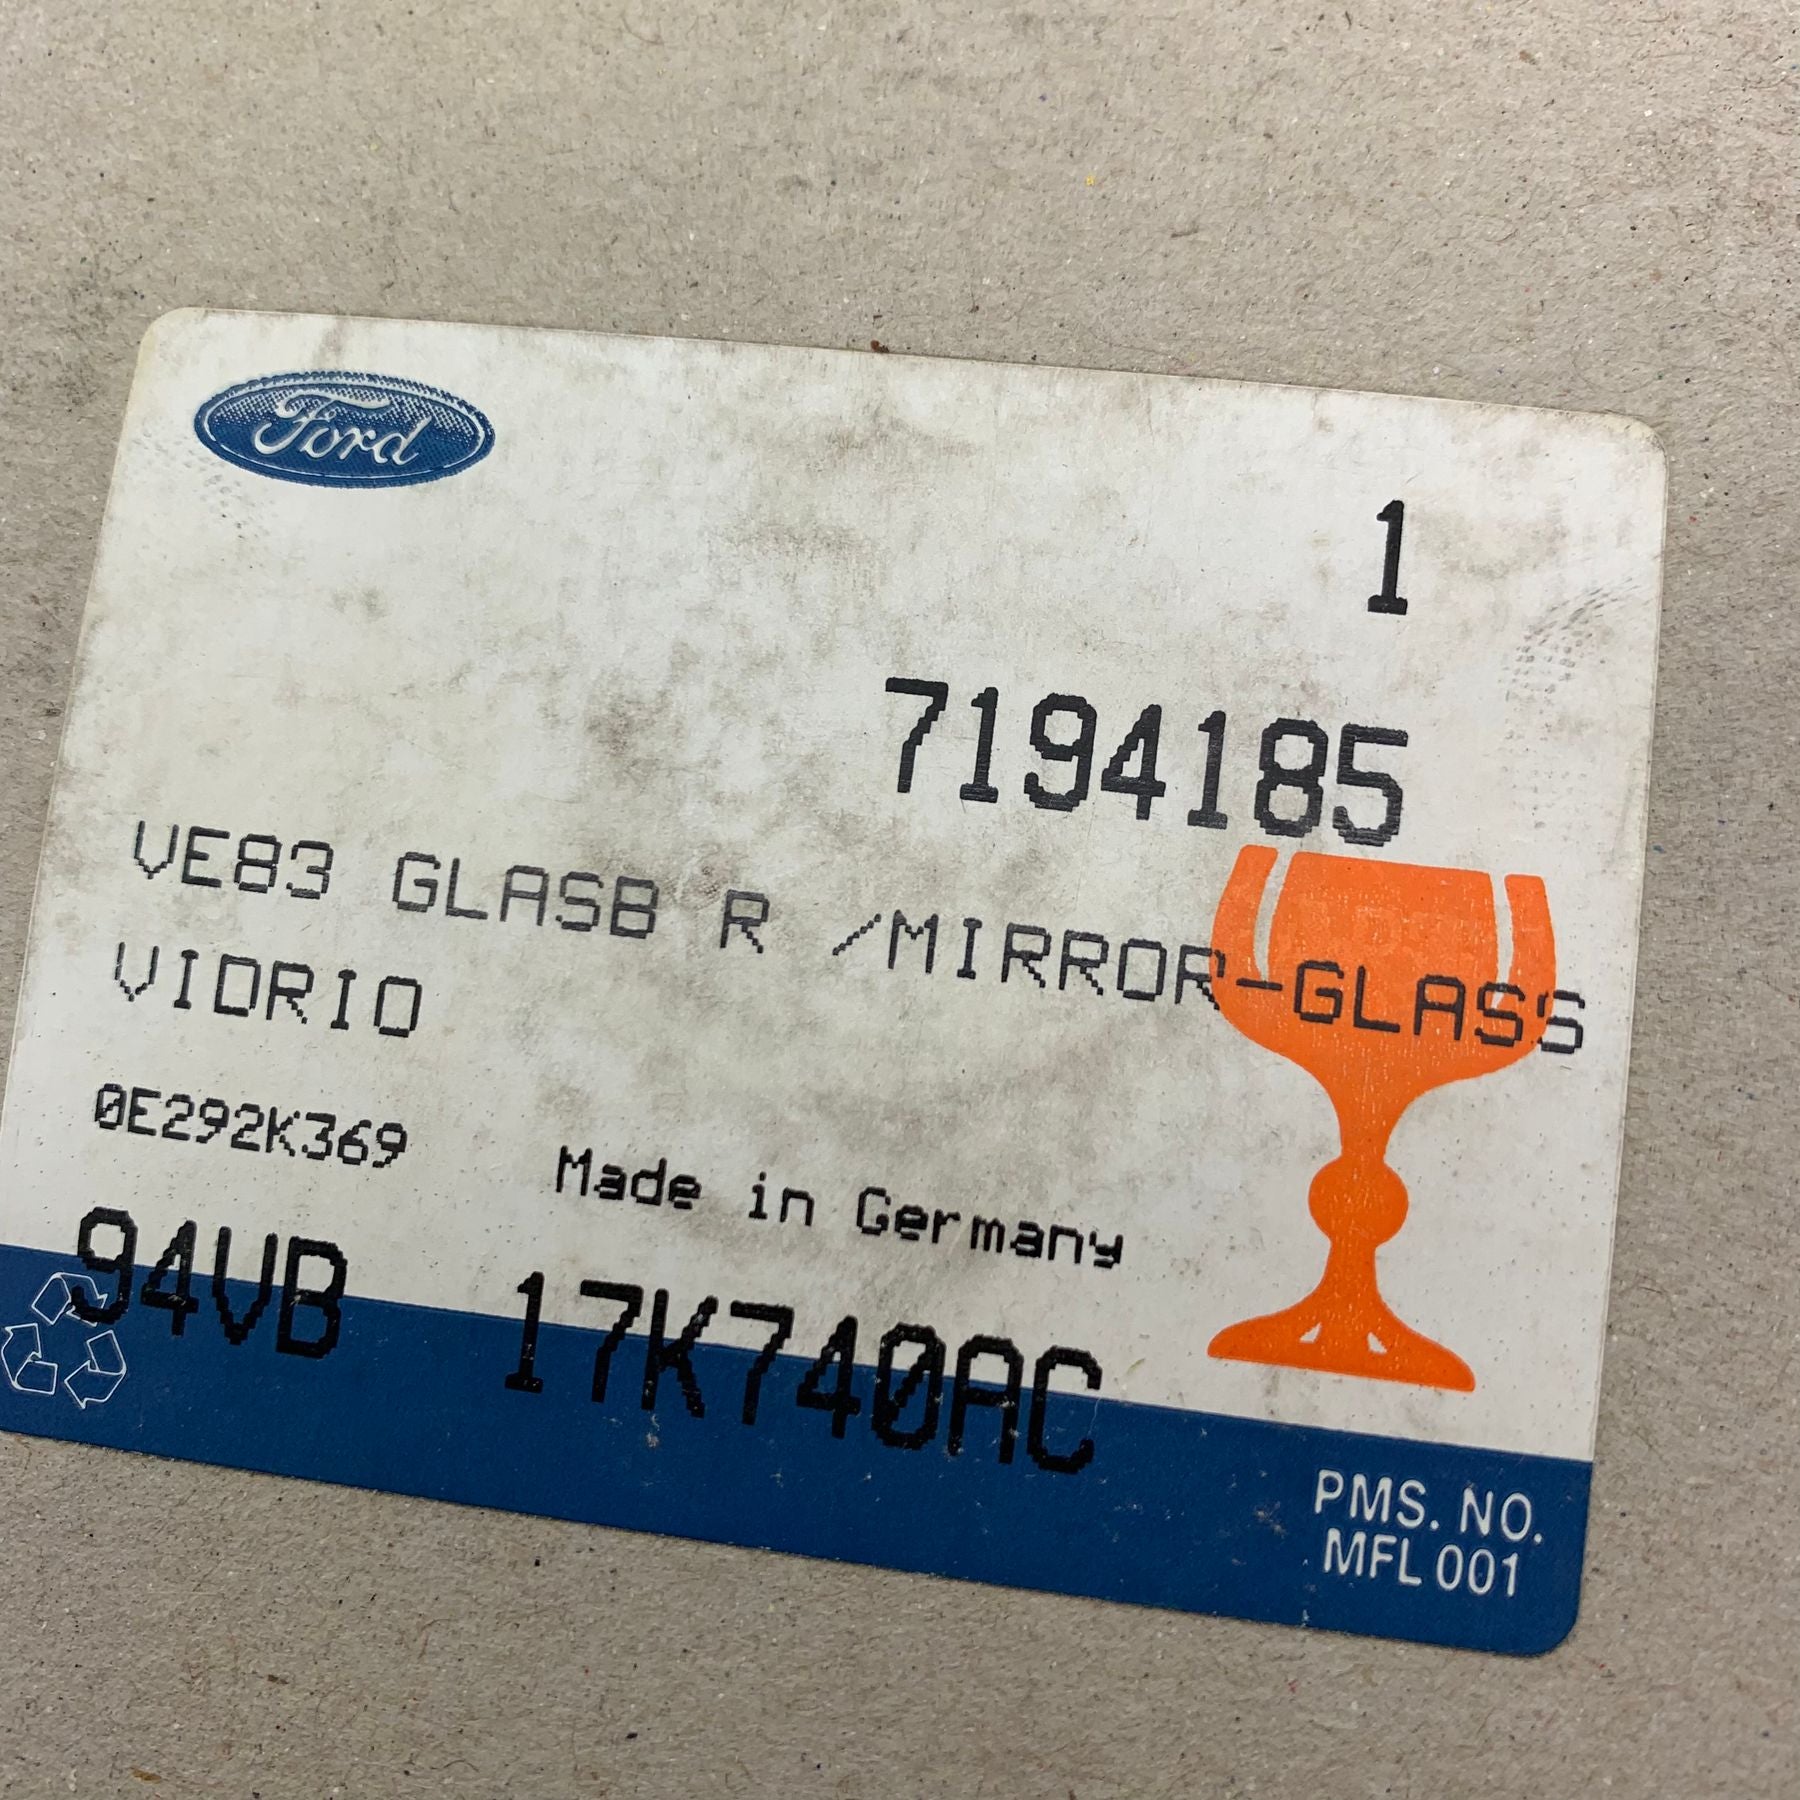 Ford
1
7194185
VE83 GLASB R /MIRROR-GLASS
VIDRIO
0E292K369
Made in Germany
94VB 17K740AC
PMS. NO.
MFL 001